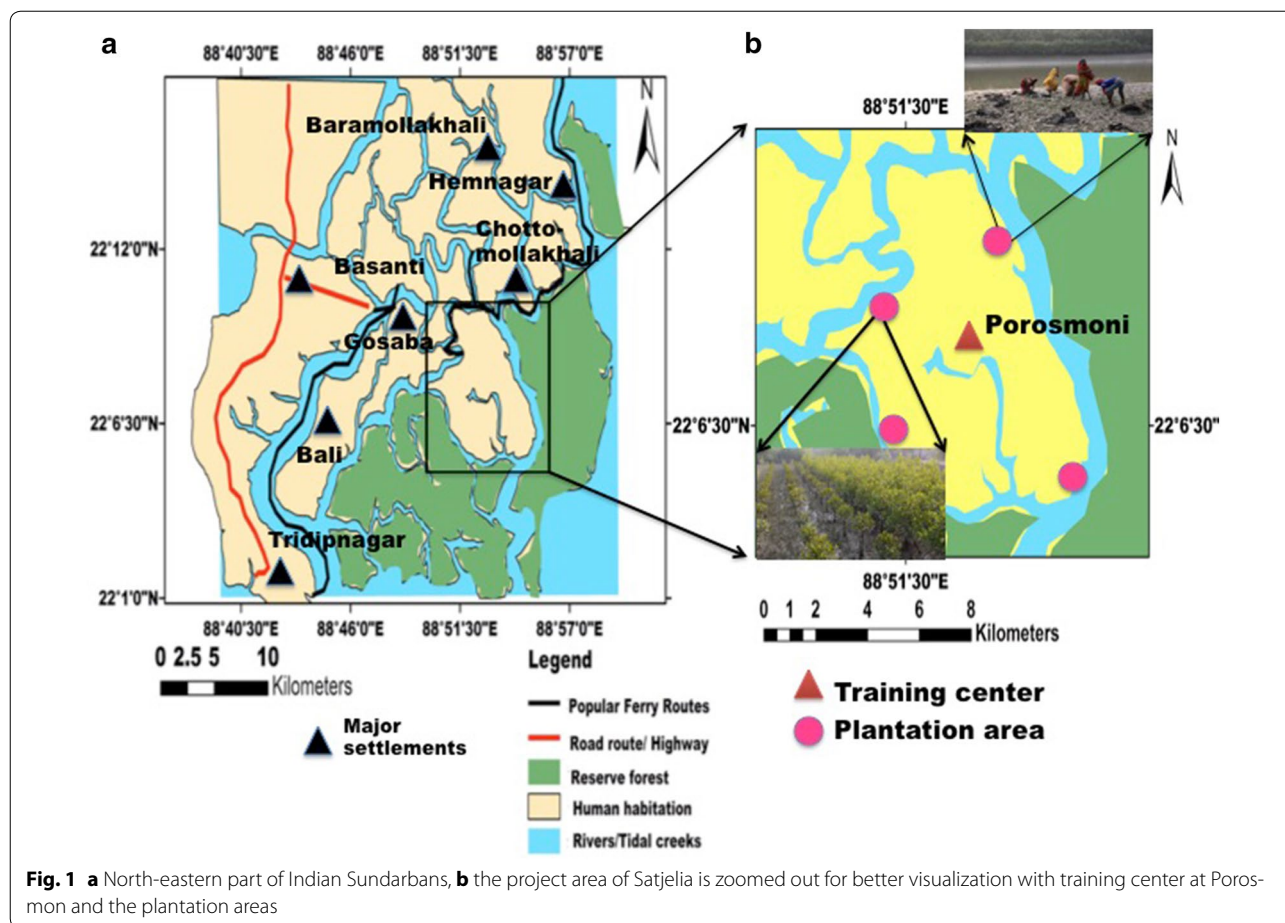 a
88°40'30"E 88°46'0"E 88°51'30"E 88°57'0"E
N
Baramollakhali
Hemnagar
Chotto-
mollakhali
22°12'0"N
Basanti
Gosaba
22°6'30"N
Bali
Tridipnagar
22°1'0"N
88°40'30"E 88°46'0"E 88°51'30"E 88°57'0"E
0 2.5 5 10
Kilometers
Major
settlements
Legend
Popular Ferry Routes
Road route/ Highway
Reserve forest
Human habitation
Rivers/Tidal creeks
b
88°51'30"E
N
Porosmoni
22°6'30"N
22°6'30"N
88°51'30"E
0 1 2 4 6 8
Kilometers
Training center
Plantation area
Fig. 1 a North-eastern part of Indian Sundarbans, b the project area of Satjelia is zoomed out for better visualization with training center at Poros-
mon and the plantation areas